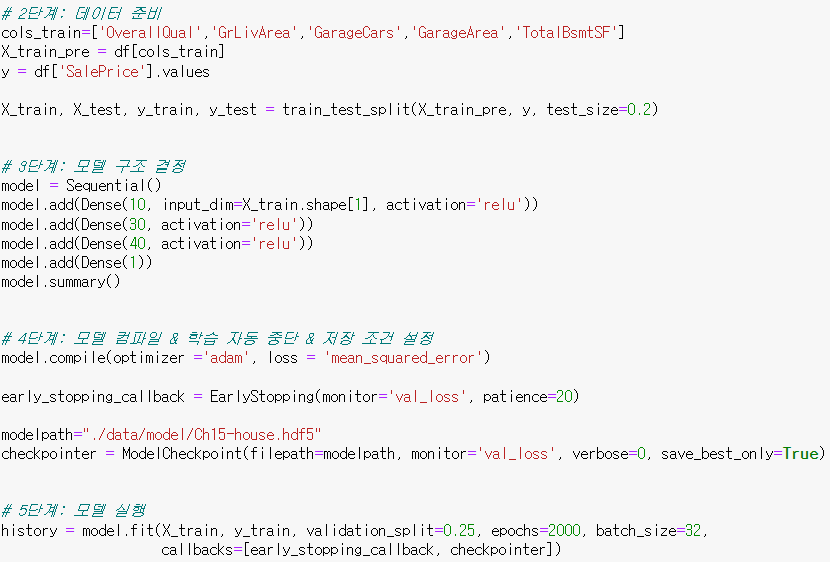 # 2단계: 데이터 준비
cols_train=['OverallQual','GrLivArea','GarageCars','GarageArea','TotalBsmtSF']
X_train_pre = df[cols_train]
y = df['SalePrice'].values
X_train, X_test, y_train, y_test = train_test_split(X_train_pre, y, test_size=0.2)
# 3단계: 모델 구조 결정
model = Sequential()
model.add(Dense(10, input_dim=X_train.shape[1], activation='relu'))
model.add(Dense(30, activation='relu'))
model.add(Dense(40, activation='relu'))
model.add(Dense(1))
model.summary()
# 4단계: 모델 컴파일 & 학습 자동 중단 & 저장 조건 설정
model.compile(optimizer ='adam', loss = 'mean_squared_error')
early_stopping_callback = EarlyStopping(monitor='val_loss', patience=20)
modelpath="./data/model/Ch15-house.hdf5"
checkpointer = ModelCheckpoint(filepath=modelpath, monitor='val_loss', verbose=0, save_best_only=True)
# 5단계: 모델 실행
history = model.fit(X_train, y_train, validation_split=0.25, epochs=2000, batch_size=32,
callbacks=[early_stopping_callback, checkpointer])